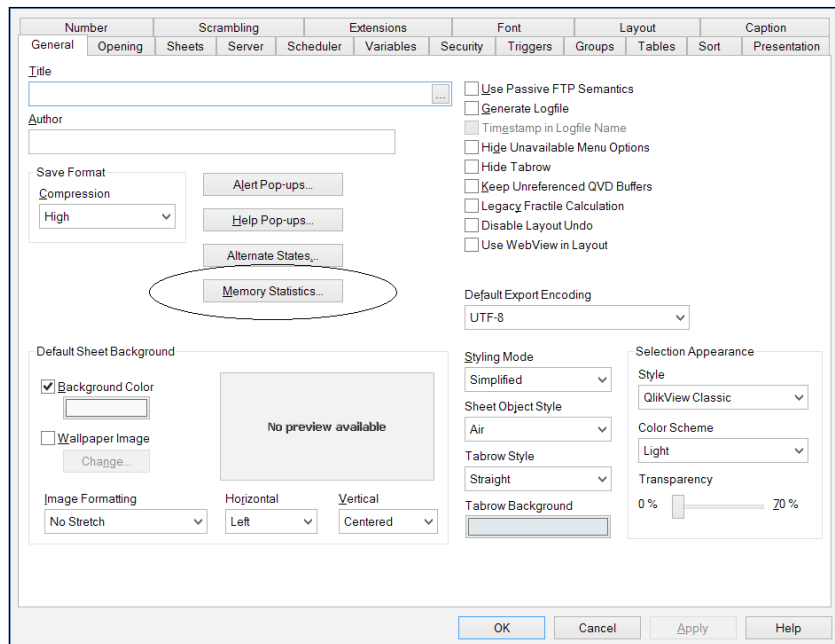 Number Scrambling Extensions Font Layout Caption
General Opening Sheets Server Scheduler Variables Security Triggers Groups Tables Sort Presentation
Title
...
Author
Save Format
Compression
High
Alert Pop-ups...
Help Pop-ups...
Alternate States...
Memory Statistics...
Use Passive FTP Semantics
Generate Logfile
Timestamp in Logfile Name
Hide Unavailable Menu Options
Hide Tabrow
Keep Unreferenced QVD Buffers
Legacy Fractile Calculation
Disable Layout Undo
Use WebView in Layout
Default Export Encoding
UTF-8
Default Sheet Background
Background Color
Wallpaper Image
Change...
No preview available
Image Formatting
No Stretch
Horizontal
Left
Vertical
Centered
Styling Mode
Simplified
Sheet Object Style
Air
Tabrow Style
Straight
Tabrow Background
Selection Appearance
Style
QlikView Classic
Color Scheme
Light
Transparency
0 % 70 %
OK Cancel Apply Help